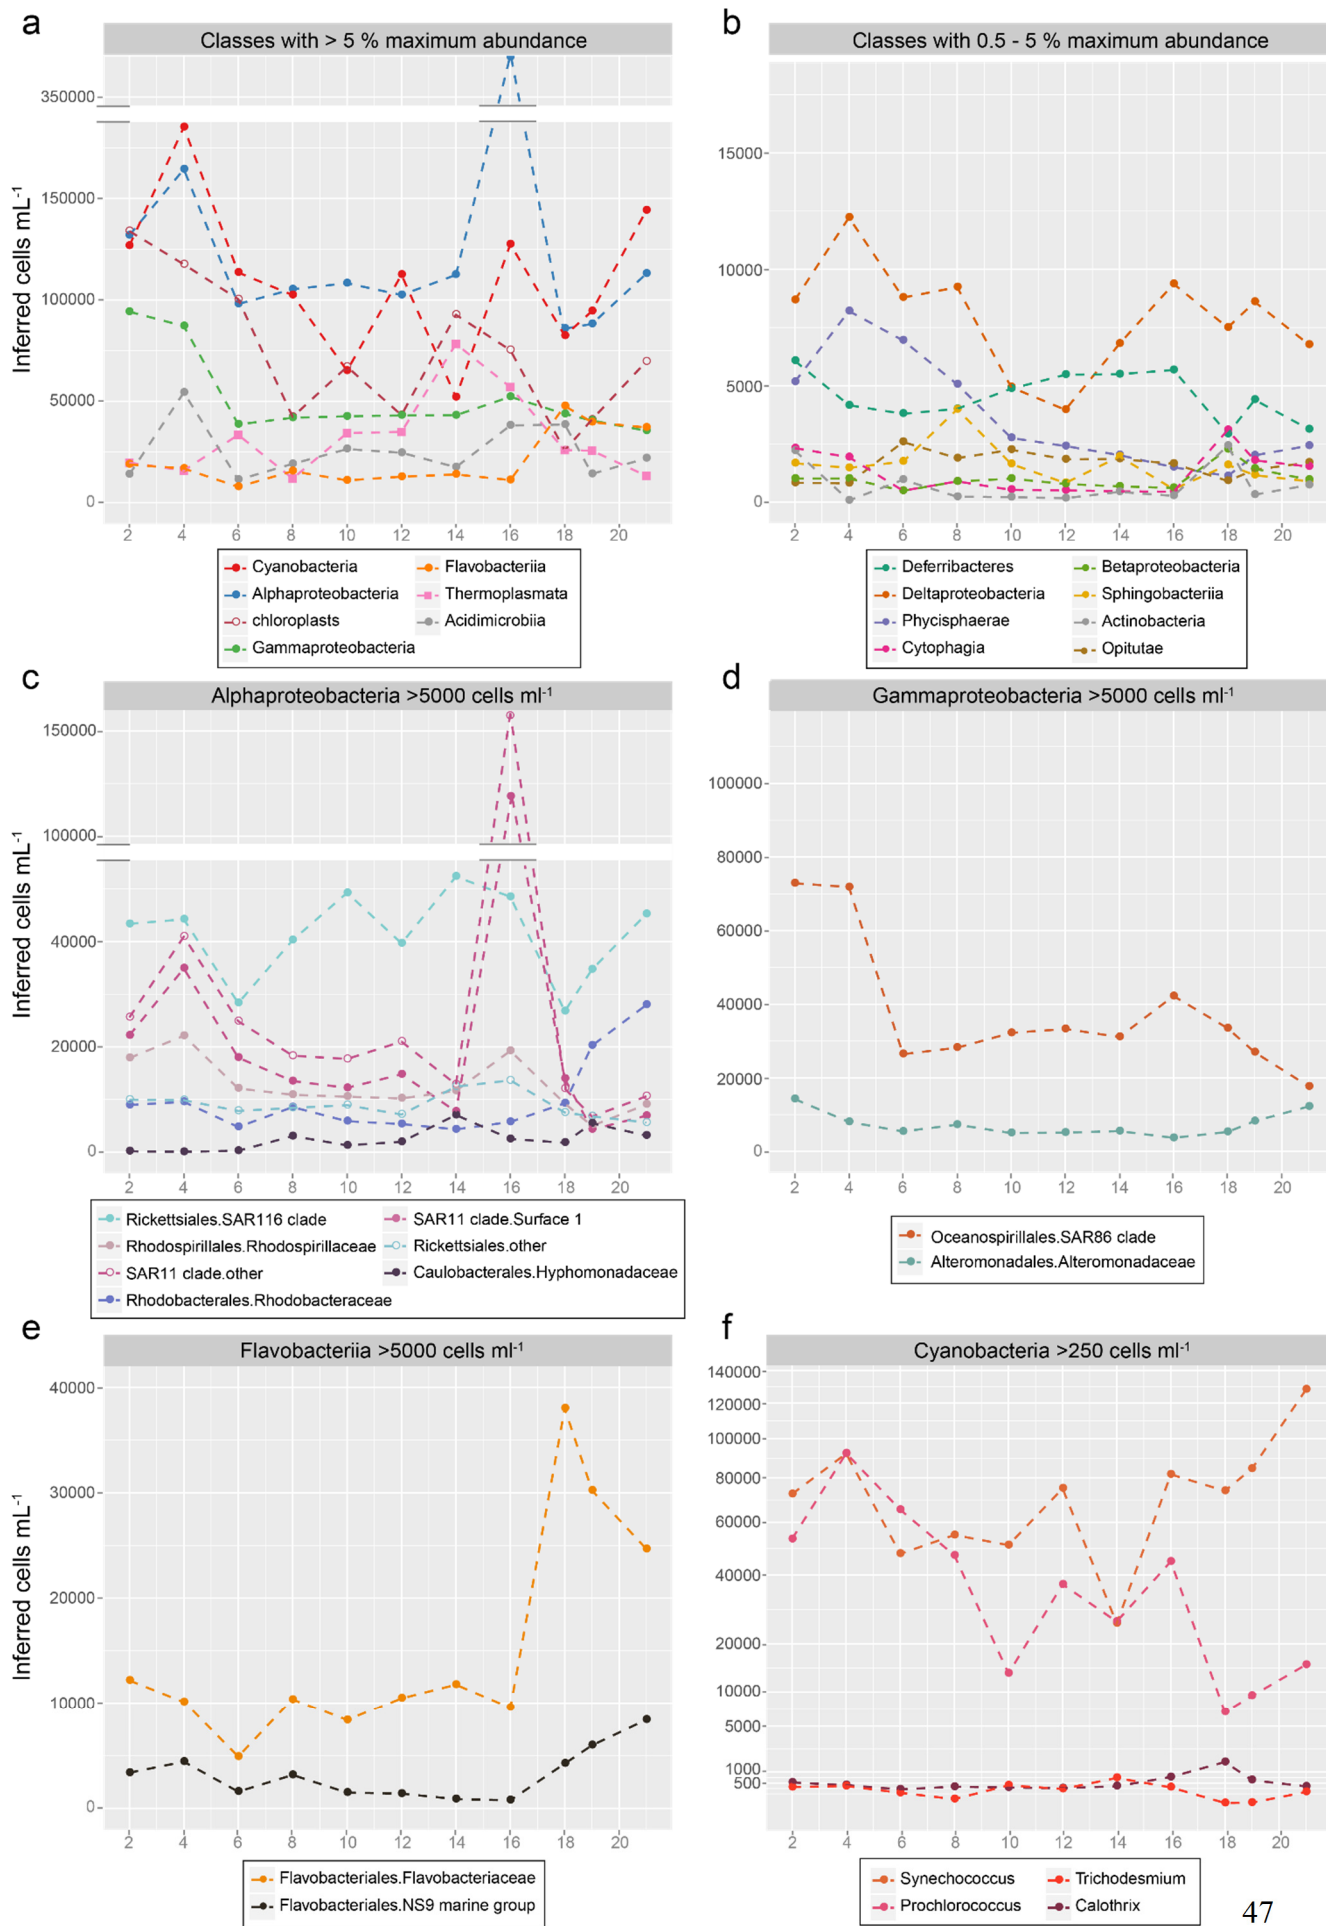 a
Classes with > 5 % maximum abundance
350000
150000
100000
50000
0
Inferred cells mL-1
2 4 6 8 10 12 14 16 18 20
Cyanobacteria
Alphaproteobacteria
chloroplasts
Gammaproteobacteria
Flavobacteriia
Thermoplasmata
Acidimicrobiia
b
Classes with 0.5 - 5 % maximum abundance
15000
10000
5000
0
2 4 6 8 10 12 14 16 18 20
Deferribacteres
Deltaproteobacteria
Phycisphaerae
Cytophagia
Betaproteobacteria
Sphingobacteriia
Actinobacteria
Opitutae
c
Alphaproteobacteria >5000 cells ml-1
150000
100000
40000
20000
0
Inferred cells mL-1
2 4 6 8 10 12 14 16 18 20
Rickettsiales.SAR116 clade
Rhodospirillales.Rhodospirillaceae
SAR11 clade.other
Rhodobacterales.Rhodobacteraceae
SAR11 clade.Surface 1
Rickettsiales.other
Caulobacterales.Hyphomonadaceae
d
Gammaproteobacteria >5000 cells ml-1
100000
80000
60000
40000
20000
0
2 4 6 8 10 12 14 16 18 20
Oceanospirillales.SAR86 clade
Alteromonadales.Alteromonadaceae
e
Flavobacteriia >5000 cells ml-1
40000
30000
20000
10000
0
Inferred cells mL-1
2 4 6 8 10 12 14 16 18 20
Flavobacteriales.Flavobacteriaceae
Flavobacteriales.NS9 marine group
f
Cyanobacteria >250 cells ml-1
140000
120000
100000
80000
60000
40000
20000
10000
5000
1000
500
2 4 6 8 10 12 14 16 18 20
Synechococcus
Prochlorococcus
Trichodesmium
Calothrix
47